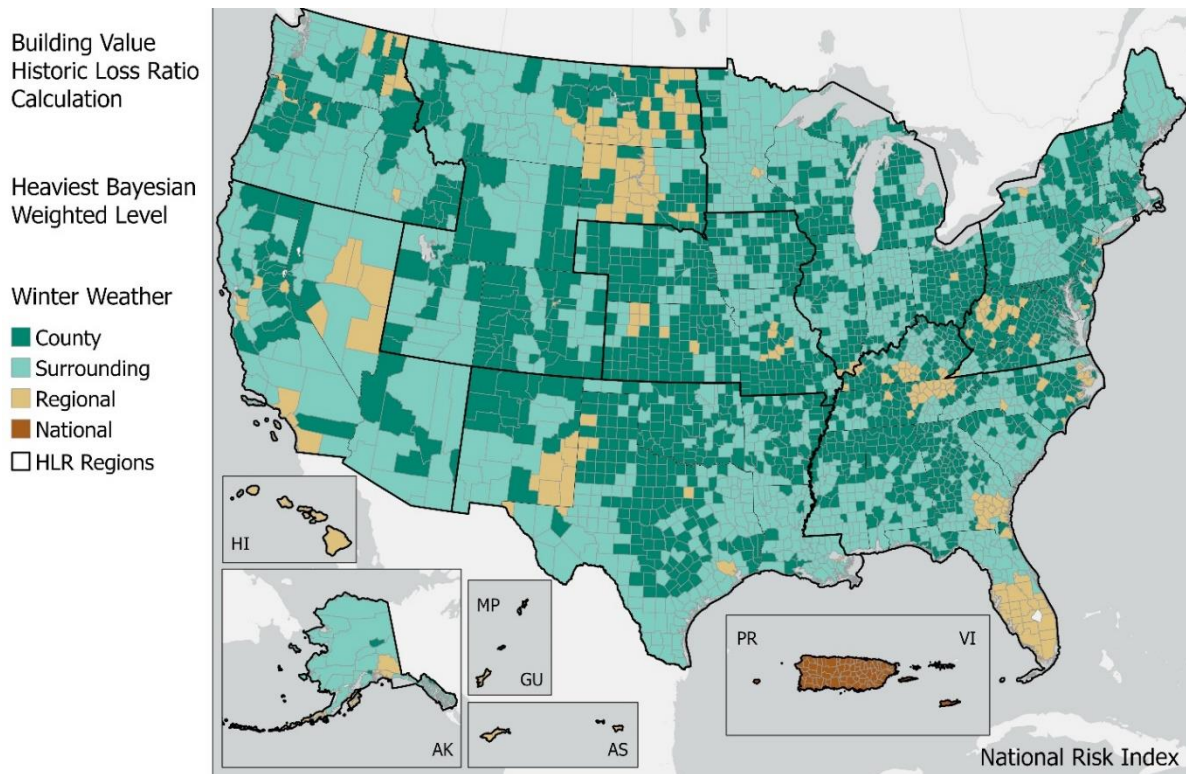 Building Value
Historic Loss Ratio
Calculation
Heaviest Bayesian
Weighted Level
Winter Weather
County
Surrounding
Regional
National
HLR Regions
HI
AK
MP
GU
AS
PR
VI
National Risk Index